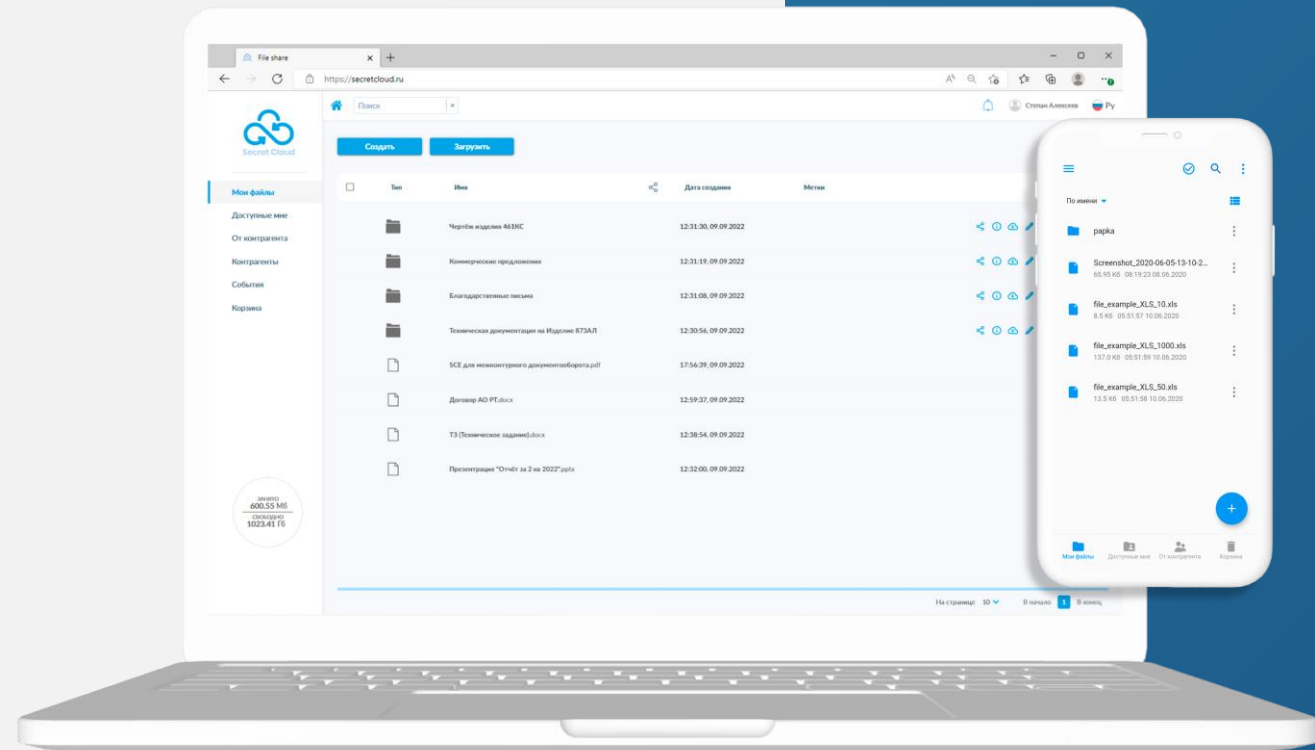 File share
https://secretcloud.ru
Secret Cloud
Поиск
Степан Алексеев
Ру
Создать
Загрузить
Мои файлы
Доступные мне
От контрагента
Контрагенты
События
Корзина
Тип Имя Дата создания Метки
Чертёж изделия 461КС 12:31:30, 09.09.2022
Коммерческие предложения 12:31:19, 09.09.2022
Благодарственные письма 12:31:08, 09.09.2022
Техническая документация на Изделие 873АЛ 12:30:56, 09.09.2022
SCE для межконтурного документооборота.pdf 17:56:39, 09.09.2022
Договор АО РТ.docx 12:59:37, 09.09.2022
ТЗ (Техническое задание).docx 12:38:54, 09.09.2022
Презентрация "Отчёт за 2 кв 2022".pptx 12:32:00, 09.09.2022
занято
600.55 Мб
свободно
1023.41 Гб
На странице 10 В начало 1 В конец
По имени
papka
Screenshot_2020-06-05-13-10-2...
65.95 Кб 08:19:23 08.06.2020
file_example_XLS_10.xls
8.5 Кб 05:51:57 10.06.2020
file_example_XLS_1000.xls
137.0 Кб 05:51:59 10.06.2020
file_example_XLS_50.xls
13.5 Кб 05:51:58 10.06.2020
Мои файлы Доступные мне От контрагента Корзина